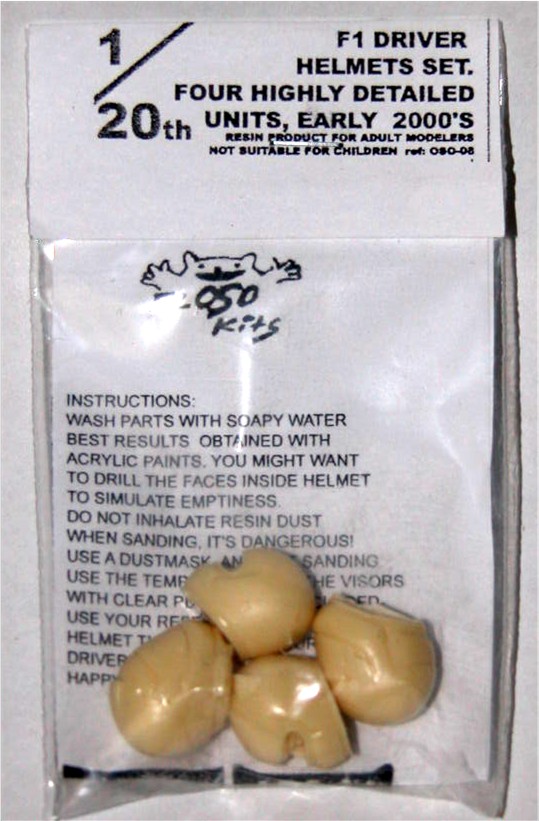 1/20th
F1 DRIVER
HELMETS SET.
FOUR HIGHLY DETAILED
UNITS, EARLY 2000'S
RESIN PRODUCT FOR ADULT MODELERS
NOT SUITABLE FOR CHILDREN ref: OSO-08
OSO
Kits
INSTRUCTIONS:
WASH PARTS WITH SOAPY WATER
BEST RESULTS OBTAINED WITH
ACRYLIC PAINTS. YOU MIGHT WANT
TO DRILL THE FACES INSIDE HELMET
TO SIMULATE EMPTINESS.
DO NOT INHALATE RESIN DUST
WHEN SANDING, IT'S DANGEROUS!
USE A DUSTMASK SANDING
USE THE THE VISORS
WITH CLEAR
USE YOUR
HELMET
DRIVER